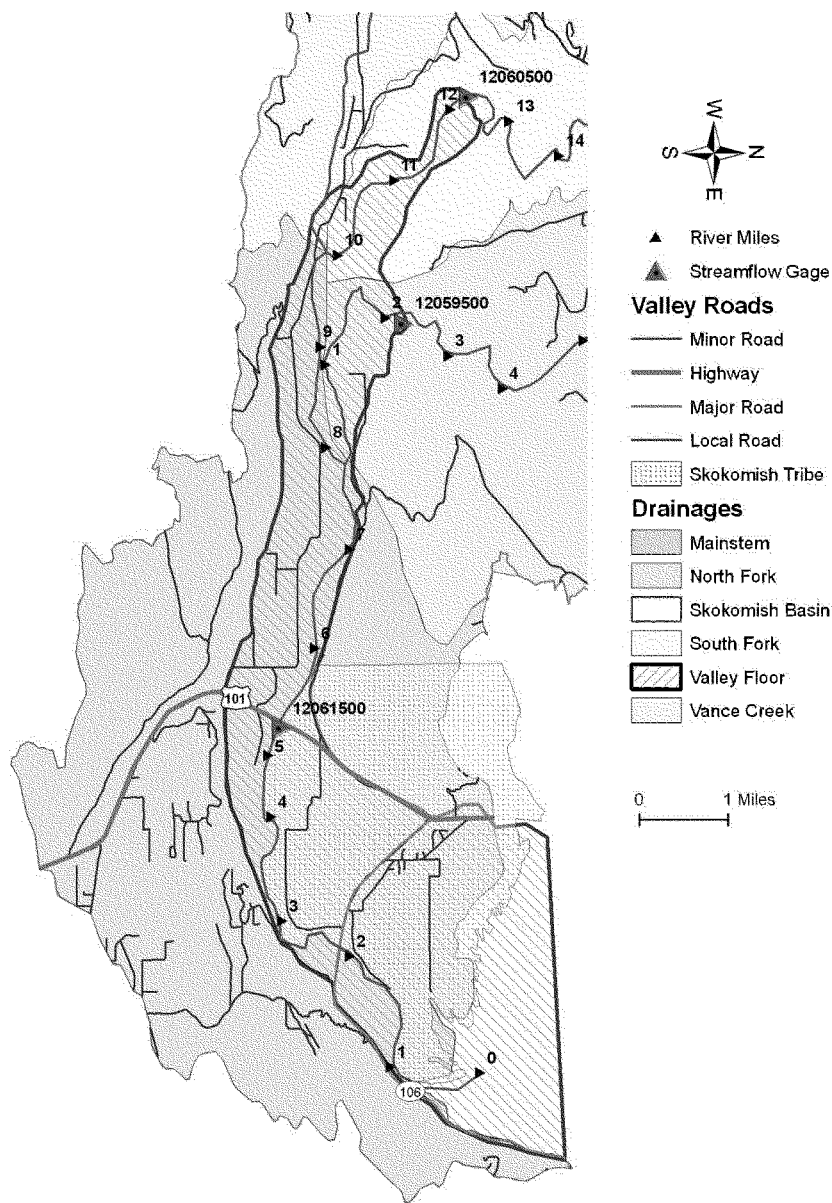 12060500
12
13
14
11
10
2
12059500
9
1
3
4
8
7
6
101
12061500
5
4
3
2
1
0
106
W
S
N
E
River Miles
Streamflow Gage
Valley Roads
Minor Road
Highway
Major Road
Local Road
Skokomish Tribe
Drainages
Mainstem
North Fork
Skokomish Basin
South Fork
Valley Floor
Vance Creek
0
1 Miles